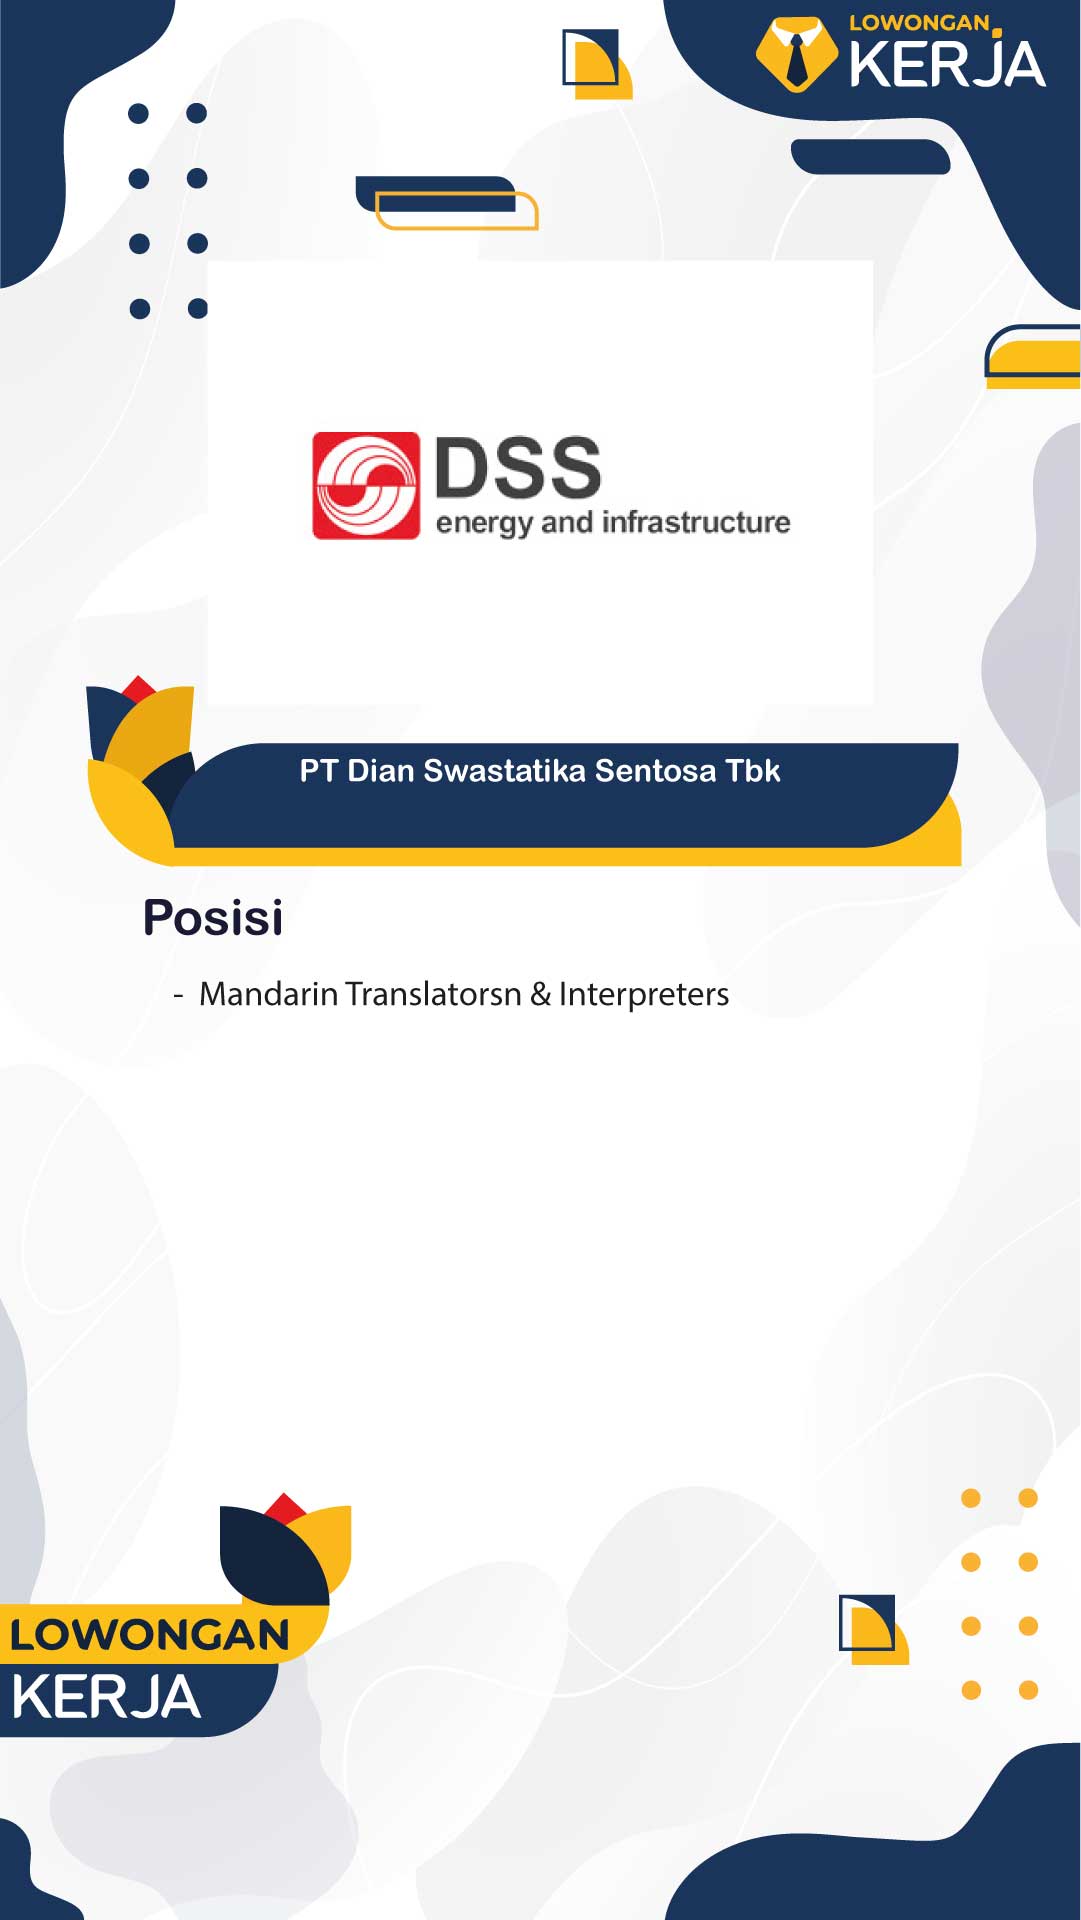 LOWONGAN
KERJA
DSS
energy and infrastructure
PT Dian Swastatika Sentosa Tbk
Posisi
- Mandarin Translatorsn & Interpreters
LOWONGAN
KERJA